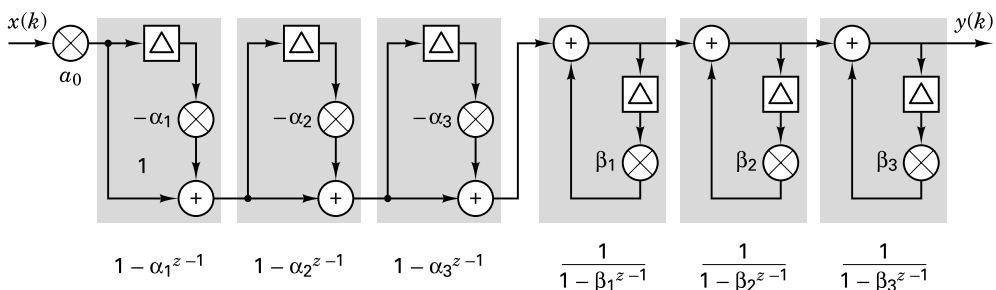 x(k) y(k)
a₀
−α₁ −α₂ −α₃
1
β₁ β₂ β₃
+ + + + + +
1 − α₁z⁻¹ 1 − α₂z⁻¹ 1 − α₃z⁻¹
1/(1 − β₁z⁻¹) 1/(1 − β₂z⁻¹) 1/(1 − β₃z⁻¹)